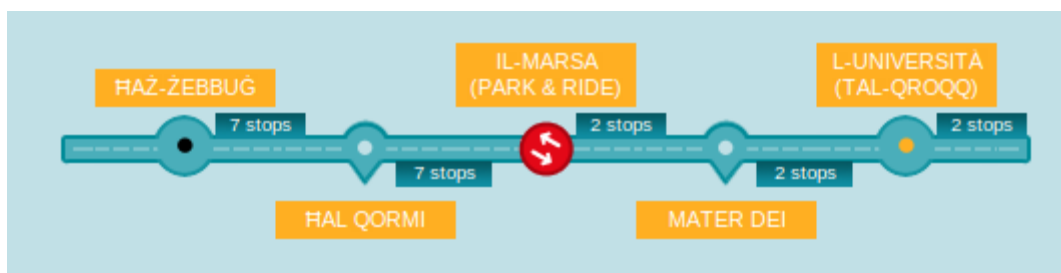 ĦAŻ-ŻEBBUĠ
7 stops
ĦAL QORMI
7 stops
IL-MARSA
(PARK & RIDE)
2 stops
MATER DEI
2 stops
L-UNIVERSITÀ
(TAL-QROQQ)
2 stops